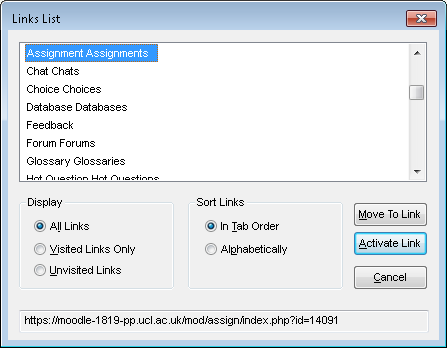 Links List
Assignment Assignments
Chat Chats
Choice Choices
Database Databases
Feedback
Forum Forums
Glossary Glossaries
Hot Question Hot Questions
Display
All Links
Visited Links Only
Unvisited Links
Sort Links
In Tab Order
Alphabetically
Move To Link
Activate Link
Cancel
https://moodle-1819-pp.ucl.ac.uk/mod/assign/index.php?id=14091